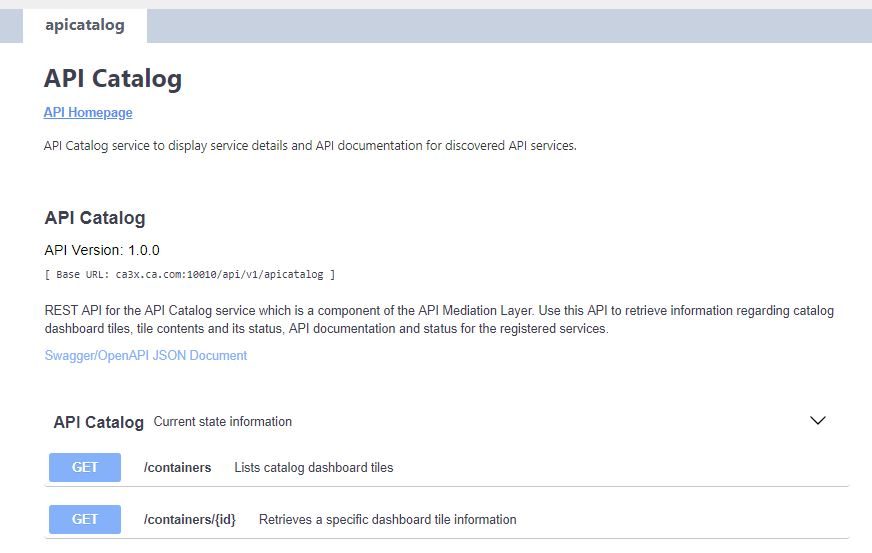 apicatalog
API Catalog
API Homepage
API Catalog service to display service details and API documentation for discovered API services.
API Catalog
API Version: 1.0.0
[ Base URL: ca3x.ca.com:10010/api/v1/apicatalog ]
REST API for the API Catalog service which is a component of the API Mediation Layer. Use this API to retrieve information regarding catalog
dashboard tiles, tile contents and its status, API documentation and status for the registered services.
Swagger/OpenAPI JSON Document
API Catalog Current state information
GET /containers Lists catalog dashboard tiles
GET /containers/{id} Retrieves a specific dashboard tile information